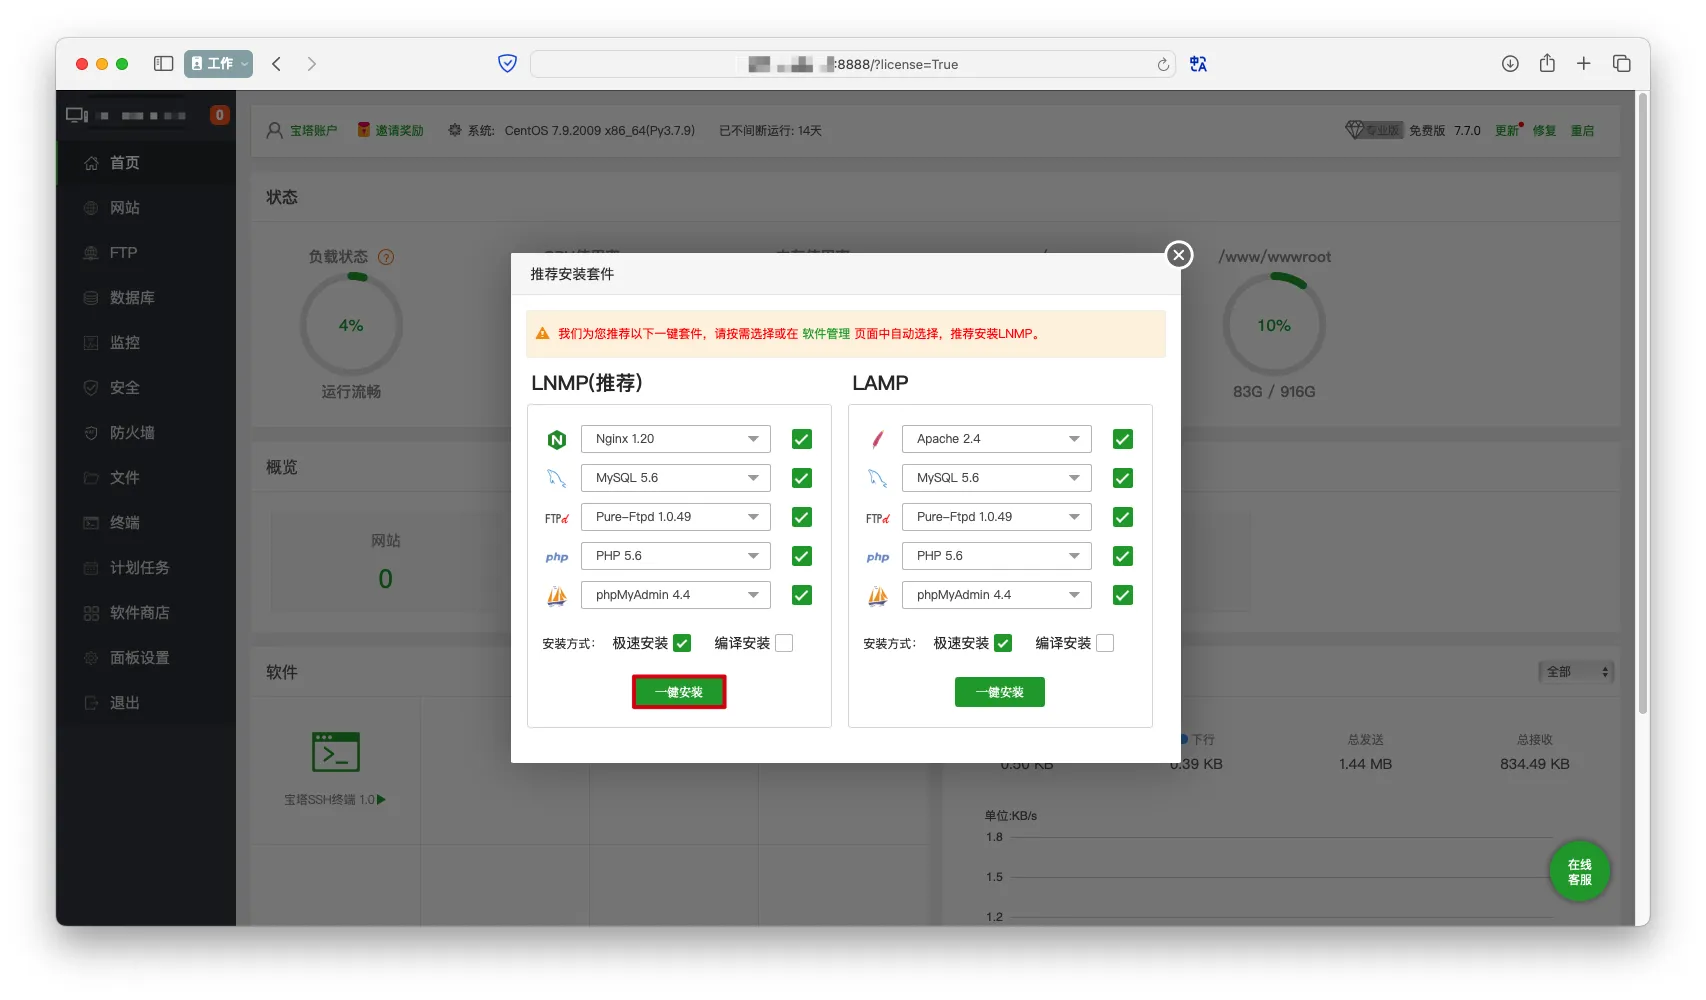 工作
:8888/?license=True
0
宝塔账户 邀请奖励 系统: CentOS 7.9.2009 x86_64(Py3.7.9) 已不间断运行: 14天 专业版 免费版 7.7.0 更新 修复 重启
首页
网站
FTP
数据库
监控
安全
防火墙
文件
终端
计划任务
软件商店
面板设置
退出
状态
负载状态 ?
/
/www/wwwroot
4%
10%
运行流畅
83G / 916G
概览
网站
0
软件
全部
宝塔SSH终端 1.0
推荐安装套件
我们为您推荐以下一键套件，请按需选择或在 软件管理 页面中自动选择，推荐安装LNMP。
LNMP(推荐)
Nginx 1.20
MySQL 5.6
FTPd
Pure-Ftpd 1.0.49
php
PHP 5.6
phpMyAdmin 4.4
安装方式: 极速安装 编译安装
一键安装
LAMP
Apache 2.4
MySQL 5.6
FTPd
Pure-Ftpd 1.0.49
php
PHP 5.6
phpMyAdmin 4.4
安装方式: 极速安装 编译安装
一键安装
下行 总发送 总接收
0.50 KB 0.39 KB 1.44 MB 834.49 KB
单位:KB/s
1.8
1.5
1.2
在线
客服